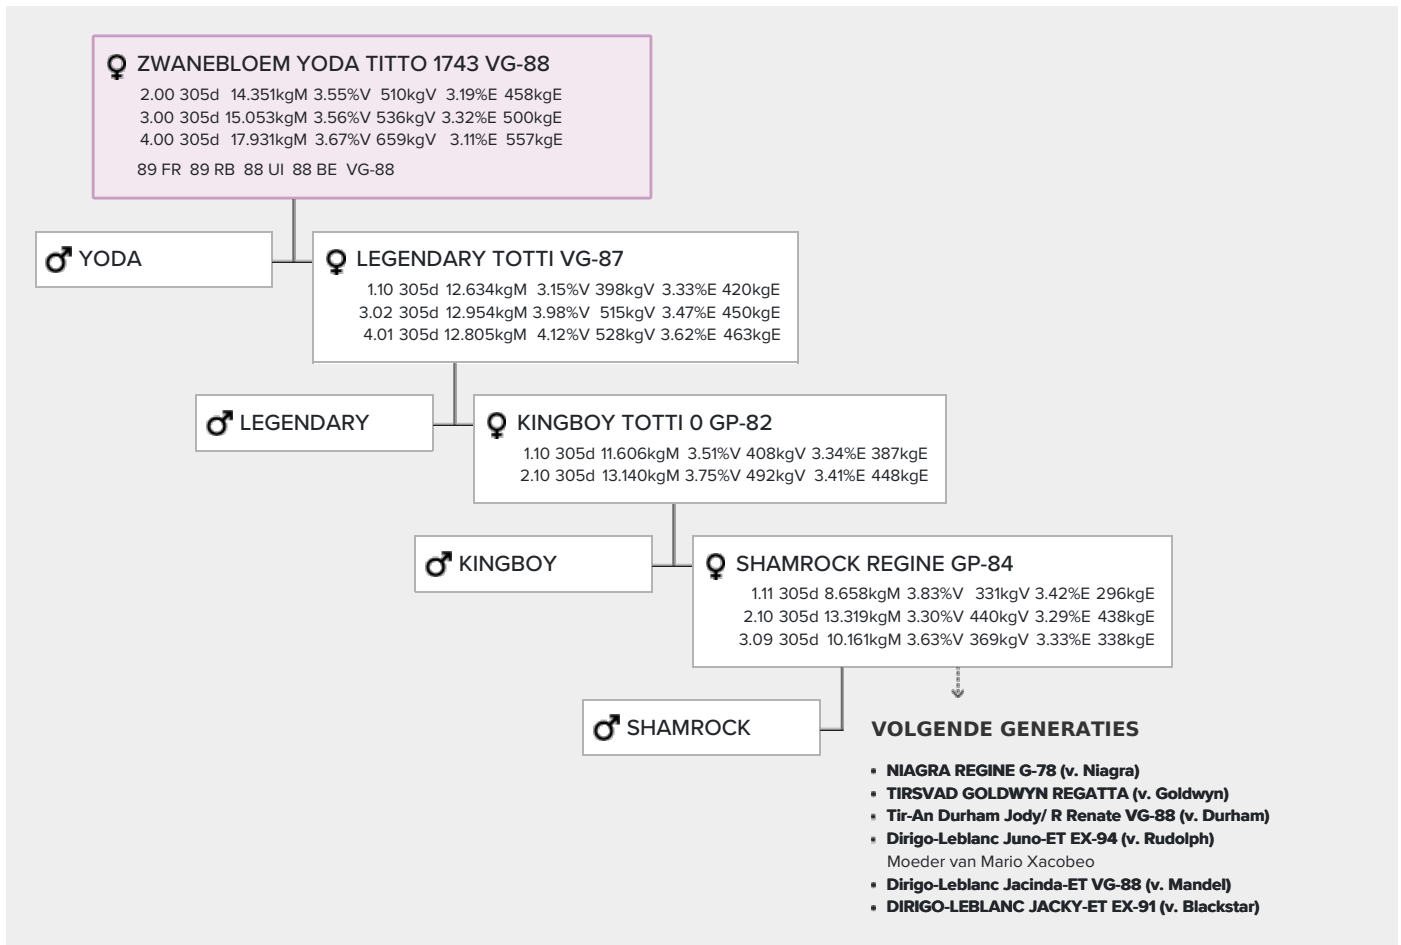 ZWANEBLOEM YODA TITTO 1743 VG-88
2.00 305d 14.351kgM 3.55%V 510kgV 3.19%E 458kgE
3.00 305d 15.053kgM 3.56%V 536kgV 3.32%E 500kgE
4.00 305d 17.931kgM 3.67%V 659kgV 3.11%E 557kgE
89 FR 89 RB 88 UI 88 BE VG-88
YODA
LEGENDARY TOTTI VG-87
1.10 305d 12.634kgM 3.15%V 398kgV 3.33%E 420kgE
3.02 305d 12.954kgM 3.98%V 515kgV 3.47%E 450kgE
4.01 305d 12.805kgM 4.12%V 528kgV 3.62%E 463kgE
LEGENDARY
KINGBOY TOTTI 0 GP-82
1.10 305d 11.606kgM 3.51%V 408kgV 3.34%E 387kgE
2.10 305d 13.140kgM 3.75%V 492kgV 3.41%E 448kgE
KINGBOY
SHAMROCK REGINE GP-84
1.11 305d 8.658kgM 3.83%V 331kgV 3.42%E 296kgE
2.10 305d 13.319kgM 3.30%V 440kgV 3.29%E 438kgE
3.09 305d 10.161kgM 3.63%V 369kgV 3.33%E 338kgE
SHAMROCK
VOLGENDE GENERATIES
• NIAGRA REGINE G-78 (v. Niagra)
• TIRSVAD GOLDWYN REGATTA (v. Goldwyn)
• Tir-An Durham Jody/ R Renate VG-88 (v. Durham)
• Dirigo-Leblanc Juno-ET EX-94 (v. Rudolph)
Moeder van Mario Xacobeo
• Dirigo-Leblanc Jacinda-ET VG-88 (v. Mandel)
• DIRIGO-LEBLANC JACKY-ET EX-91 (v. Blackstar)